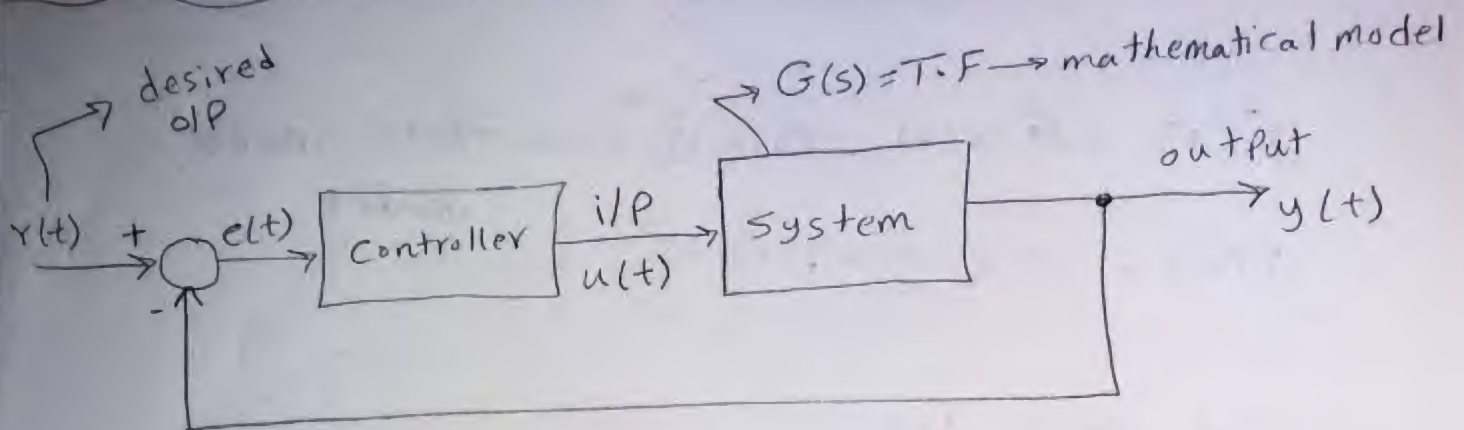 desired
o/P
G(s) = T.F → mathematical model
output
y(t)
r(t)
+
e(t)
Controller
i/P
u(t)
System
-